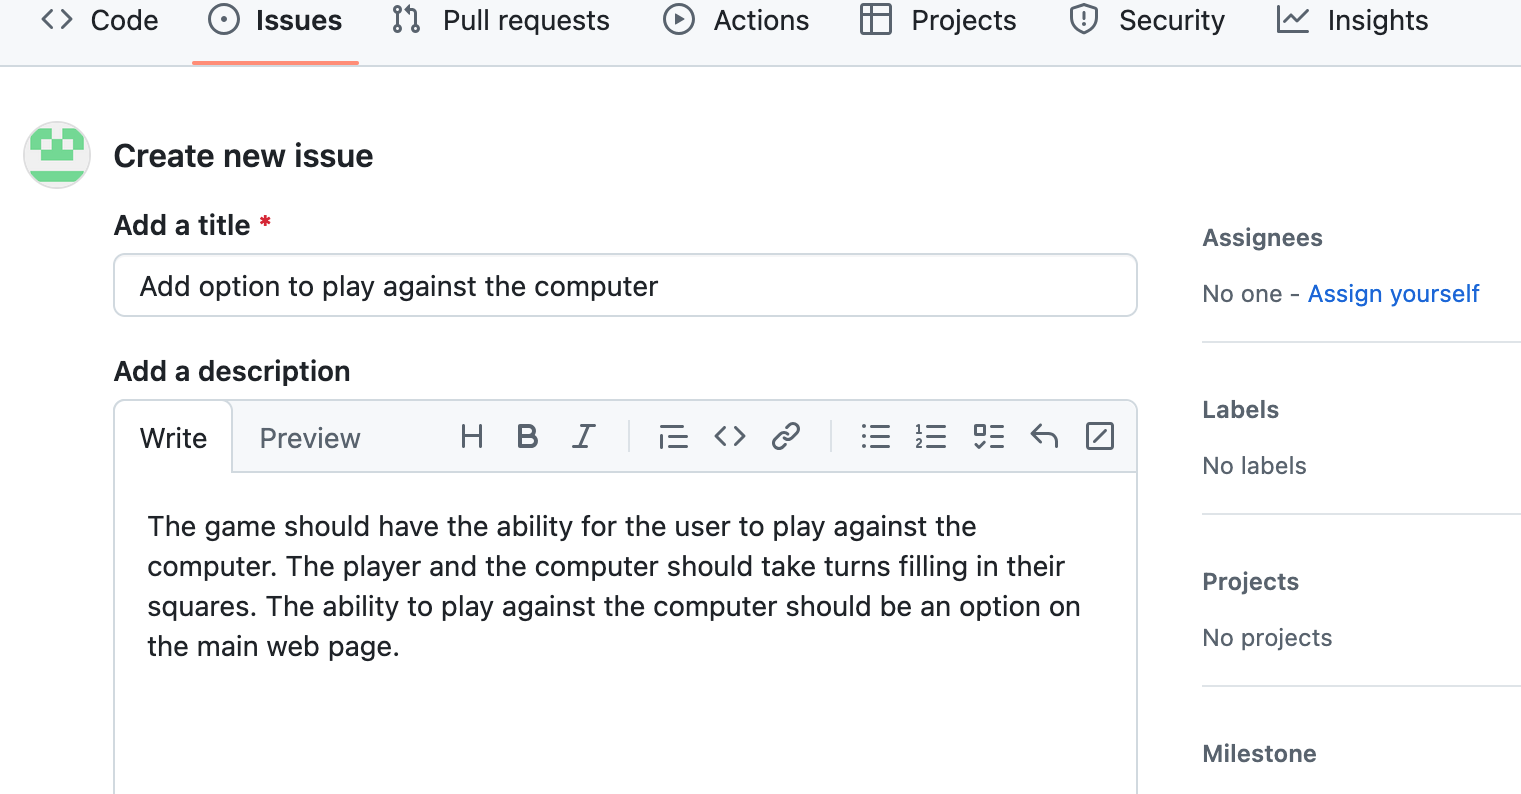 Code Issues Pull requests Actions Projects Security Insights
Create new issue
Add a title *
Add option to play against the computer
Add a description
Write Preview
The game should have the ability for the user to play against the
computer. The player and the computer should take turns filling in their
squares. The ability to play against the computer should be an option on
the main web page.
Assignees
No one - Assign yourself
Labels
No labels
Projects
No projects
Milestone